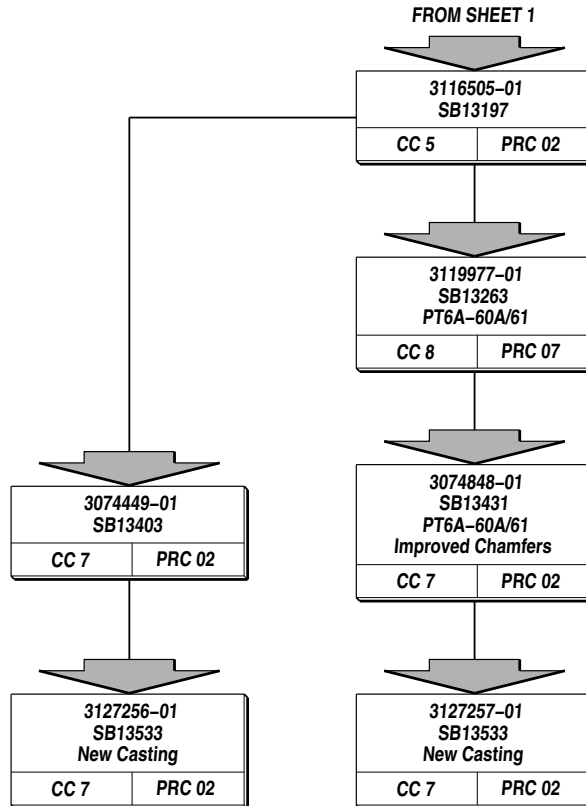 FROM SHEET 1
3116505–01
SB13197
CC 5 PRC 02
3119977–01
SB13263
PT6A–60A/61
CC 8 PRC 07
3074449–01
SB13403
CC 7 PRC 02
3074848–01
SB13431
PT6A–60A/61
Improved Chamfers
CC 7 PRC 02
3127256–01
SB13533
New Casting
CC 7 PRC 02
3127257–01
SB13533
New Casting
CC 7 PRC 02